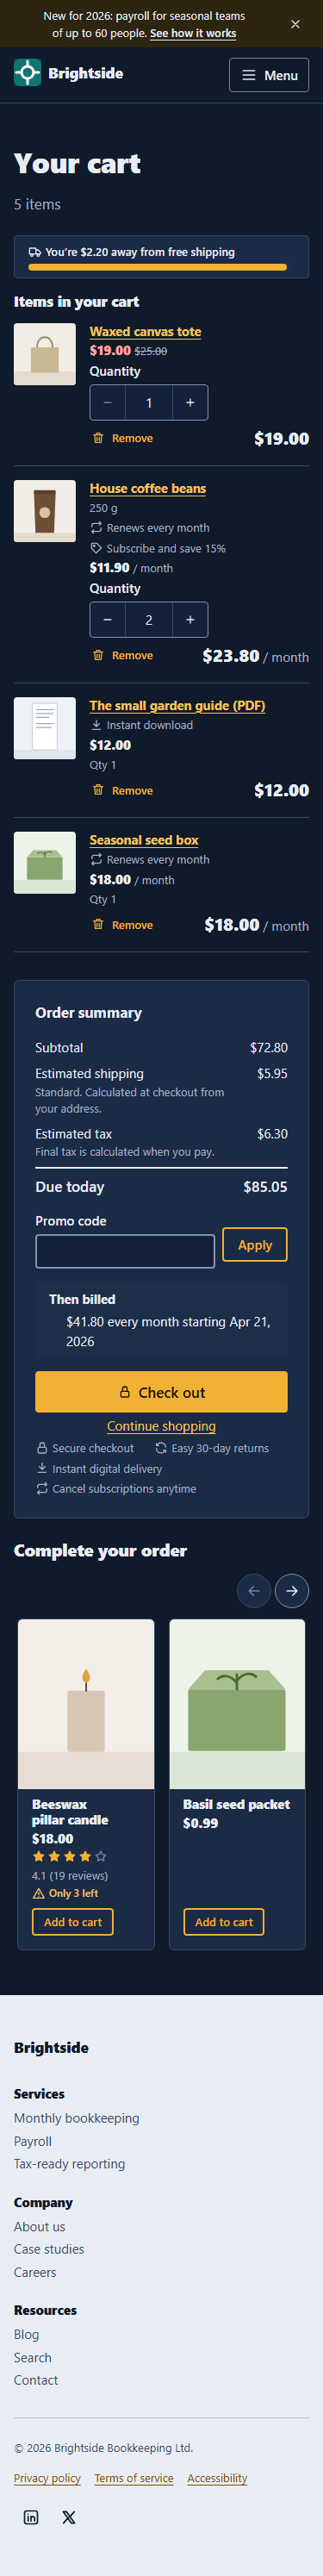 New for 2026: payroll for seasonal teams
of up to 60 people. See how it works
Brightside
Menu
Your cart
5 items
You're $2.20 away from free shipping
Items in your cart
Waxed canvas tote
$19.00 $25.00
Quantity
1
Remove
$19.00
House coffee beans
250 g
Renews every month
Subscribe and save 15%
$11.90 / month
Quantity
2
Remove
$23.80 / month
The small garden guide (PDF)
Instant download
$12.00
Qty 1
Remove
$12.00
Seasonal seed box
Renews every month
$18.00 / month
Qty 1
Remove
$18.00 / month
Order summary
Subtotal $72.80
Estimated shipping $5.95
Standard. Calculated at checkout from
your address.
Estimated tax $6.30
Final tax is calculated when you pay.
Due today $85.05
Promo code
Apply
Then billed
$41.80 every month starting Apr 21,
2026
Check out
Continue shopping
Secure checkout Easy 30-day returns
Instant digital delivery
Cancel subscriptions anytime
Complete your order
Beeswax
pillar candle
$18.00
4.1 (19 reviews)
Only 3 left
Add to cart
Basil seed packet
$0.99
Add to cart
Brightside
Services
Monthly bookkeeping
Payroll
Tax-ready reporting
Company
About us
Case studies
Careers
Resources
Blog
Search
Contact
© 2026 Brightside Bookkeeping Ltd.
Privacy policy Terms of service Accessibility